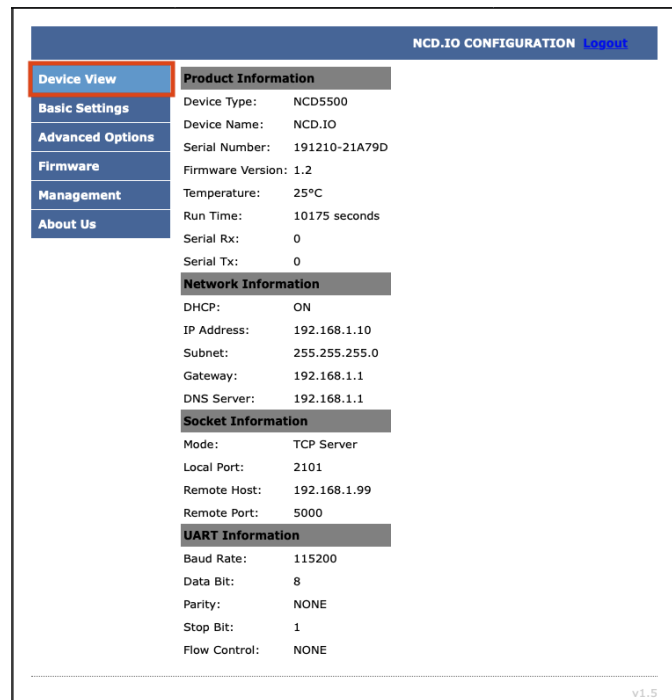 NCD.IO CONFIGURATION Logout
Device View
Basic Settings
Advanced Options
Firmware
Management
About Us
Product Information
Device Type: NCD5500
Device Name: NCD.IO
Serial Number: 191210-21A79D
Firmware Version: 1.2
Temperature: 25°C
Run Time: 10175 seconds
Serial Rx: 0
Serial Tx: 0
Network Information
DHCP: ON
IP Address: 192.168.1.10
Subnet: 255.255.255.0
Gateway: 192.168.1.1
DNS Server: 192.168.1.1
Socket Information
Mode: TCP Server
Local Port: 2101
Remote Host: 192.168.1.99
Remote Port: 5000
UART Information
Baud Rate: 115200
Data Bit: 8
Parity: NONE
Stop Bit: 1
Flow Control: NONE
v1.5